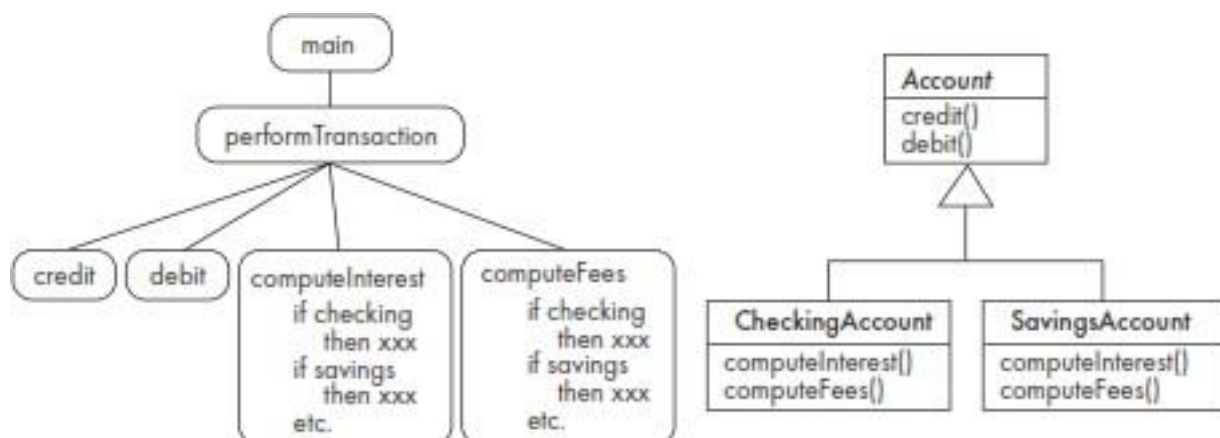 main
performTransaction
credit
debit
computeInterest
if checking
then xxx
if savings
then xxx
etc.
computeFees
if checking
then xxx
if savings
then xxx
etc.
Account
credit()
debit()
CheckingAccount
computeInterest()
computeFees()
SavingsAccount
computeInterest()
computeFees()